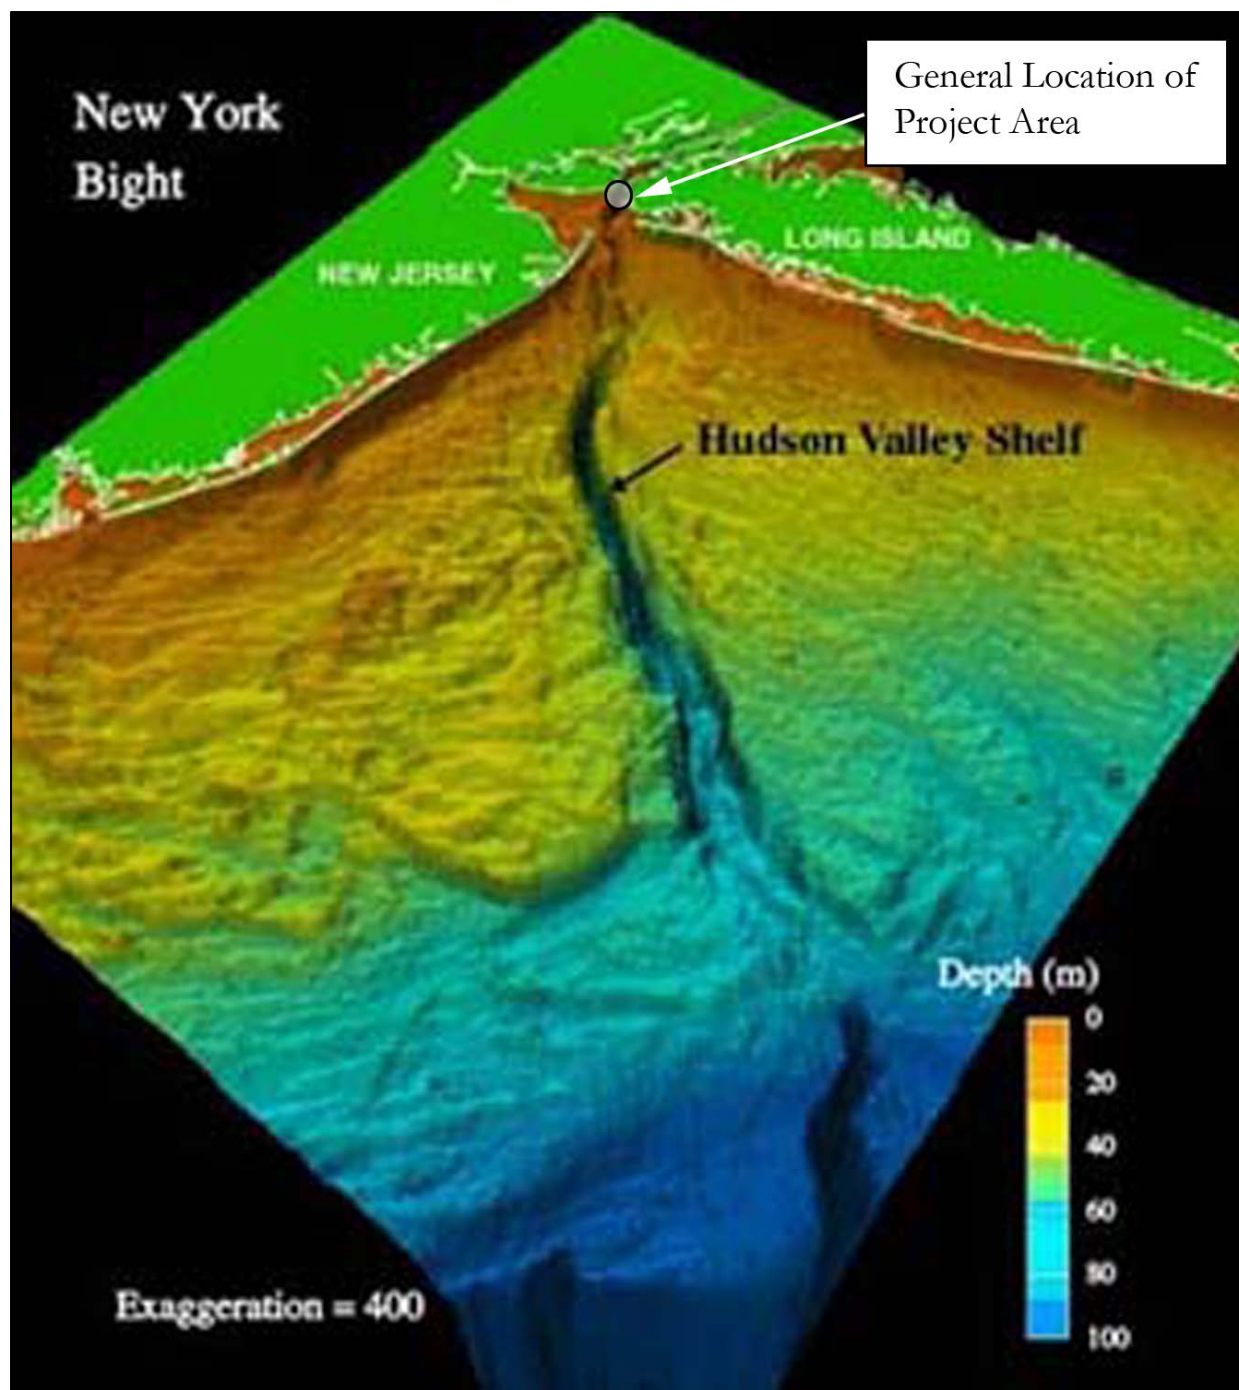 New York
Bight
General Location of
Project Area
LONG ISLAND
NEW JERSEY
Hudson Valley Shelf
Depth (m)
0
20
40
60
80
100
Exaggeration = 400